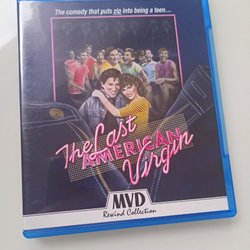 The comedy that puts zip into being a teen...
The Last
AMERICAN
Virgin
MVD
Rewind Collection